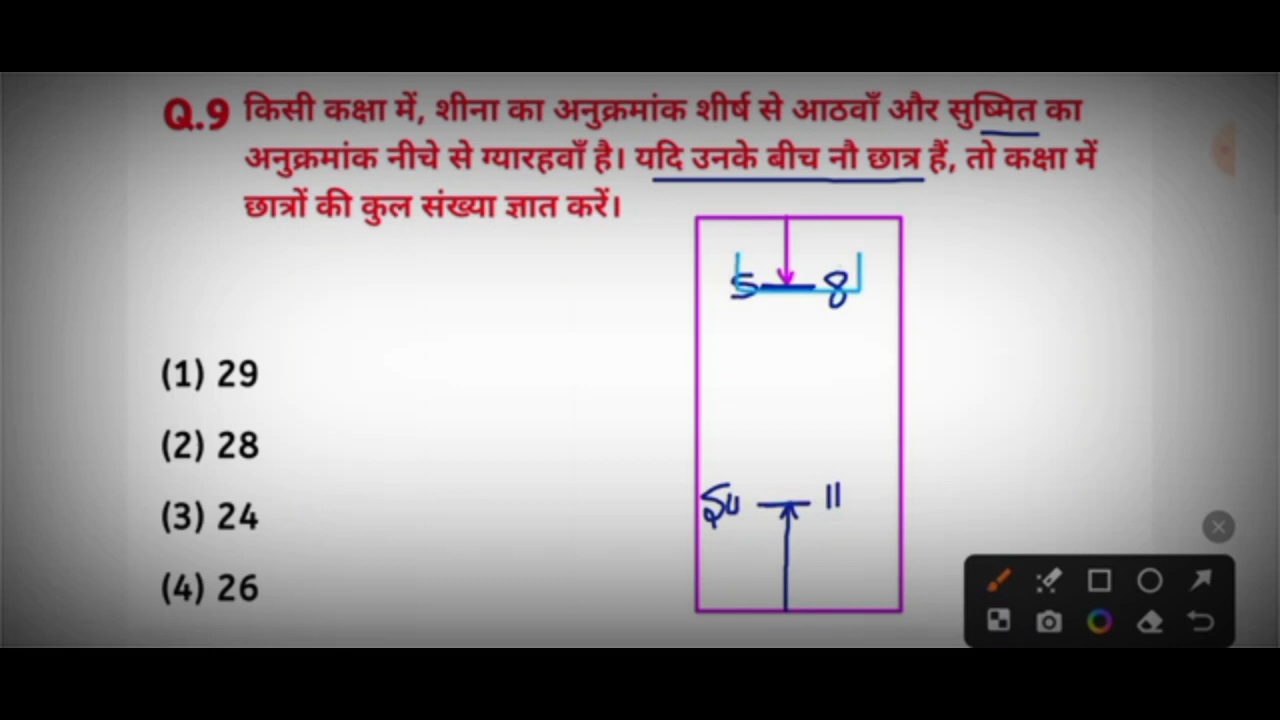 Q.9 किसी कक्षा में, शीना का अनुक्रमांक शीर्ष से आठवाँ और सुष्मित का
अनुक्रमांक नीचे से ग्यारहवाँ है। यदि उनके बीच नौ छात्र हैं, तो कक्षा में
छात्रों की कुल संख्या ज्ञात करें।
S 8
(1) 29
(2) 28
Su 11
(3) 24
(4) 26